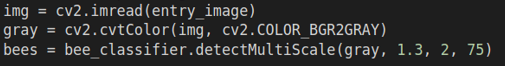 img = cv2.imread(entry_image)
gray = cv2.cvtColor(img, cv2.COLOR_BGR2GRAY)
bees = bee_classifier.detectMultiScale(gray, 1.3, 2, 75)